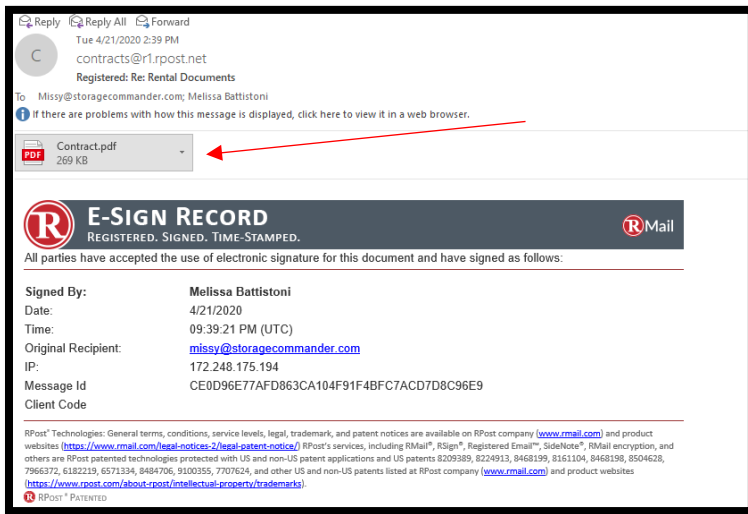 Reply Reply All Forward
Tue 4/21/2020 2:39 PM
C
contracts@r1.rpost.net
Registered: Re: Rental Documents
To Missy@storagecommander.com; Melissa Battistoni
i If there are problems with how this message is displayed, click here to view it in a web browser.
PDF
Contract.pdf
269 KB
R
E-SIGN RECORD
REGISTERED. SIGNED. TIME-STAMPED.
RMail
All parties have accepted the use of electronic signature for this document and have signed as follows:
Signed By: Melissa Battistoni
Date: 4/21/2020
Time: 09:39:21 PM (UTC)
Original Recipient: missy@storagecommander.com
IP: 172.248.175.194
Message Id CE0D96E77AFD863CA104F91F4BFC7ACD7D8C96E9
Client Code
RPost® Technologies: General terms, conditions, service levels, legal, trademark, and patent notices are available on RPost company (www.rmail.com) and product
websites (https://www.rmail.com/legal-notices-2/legal-patent-notice/) RPost's services, including RMail®, RSign®, Registered Email™, SideNote®, RMail encryption, and
others are RPost patented technologies protected with US and non-US patent applications and US patents 8209389, 8224913, 8468199, 8161104, 8468198, 8504628,
7966372, 6182219, 6571334, 8484706, 9100355, 7707624, and other US and non-US patents listed at RPost company (www.rmail.com) and product websites
(https://www.rpost.com/about-rpost/intellectual-property/trademarks).
R RPOST® PATENTED